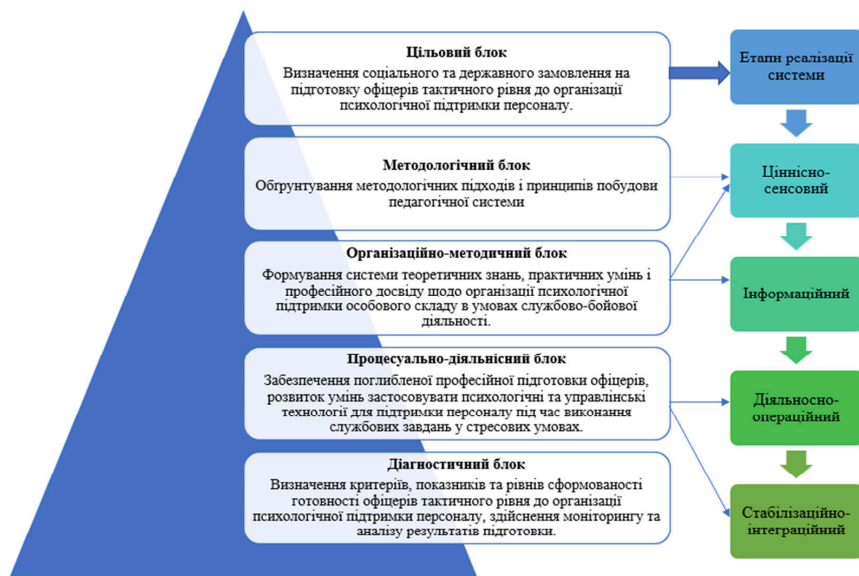 Цільовий блок
Визначення соціального та державного замовлення на
підготовку офіцерів тактичного рівня до організації
психологічної підтримки персоналу.
Етапи реалізації
системи
Методологічний блок
Обґрунтування методологічних підходів і принципів побудови
педагогічної системи
Ціннісно-
сенсовий
Організаційно-методичний блок
Формування системи теоретичних знань, практичних умінь і
професійного досвіду щодо організації психологічної
підтримки особового складу в умовах службово-бойової
діяльності.
Інформаційний
Процесуально-діяльнісний блок
Забезпечення поглибленої професійної підготовки офіцерів,
розвиток умінь застосовувати психологічні та управлінські
технології для підтримки персоналу під час виконання
службових завдань у стресових умовах.
Діяльносно-
операційний
Діагностичний блок
Визначення критеріїв, показників та рівнів сформованості
готовності офіцерів тактичного рівня до організації
психологічної підтримки персоналу, здійснення моніторингу та
аналізу результатів підготовки.
Стабілізаційно-
інтеграційний